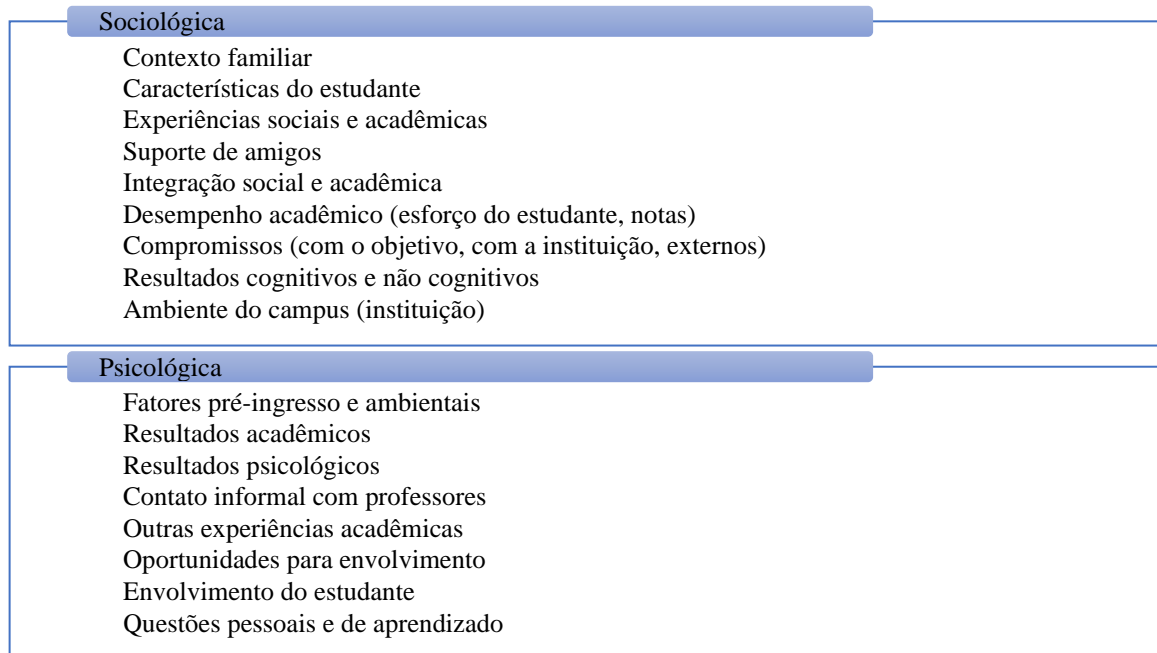 Sociológica
Contexto familiar
Características do estudante
Experiências sociais e acadêmicas
Suporte de amigos
Integração social e acadêmica
Desempenho acadêmico (esforço do estudante, notas)
Compromissos (com o objetivo, com a instituição, externos)
Resultados cognitivos e não cognitivos
Ambiente do campus (instituição)
Psicológica
Fatores pré-ingresso e ambientais
Resultados acadêmicos
Resultados psicológicos
Contato informal com professores
Outras experiências acadêmicas
Oportunidades para envolvimento
Envolvimento do estudante
Questões pessoais e de aprendizado